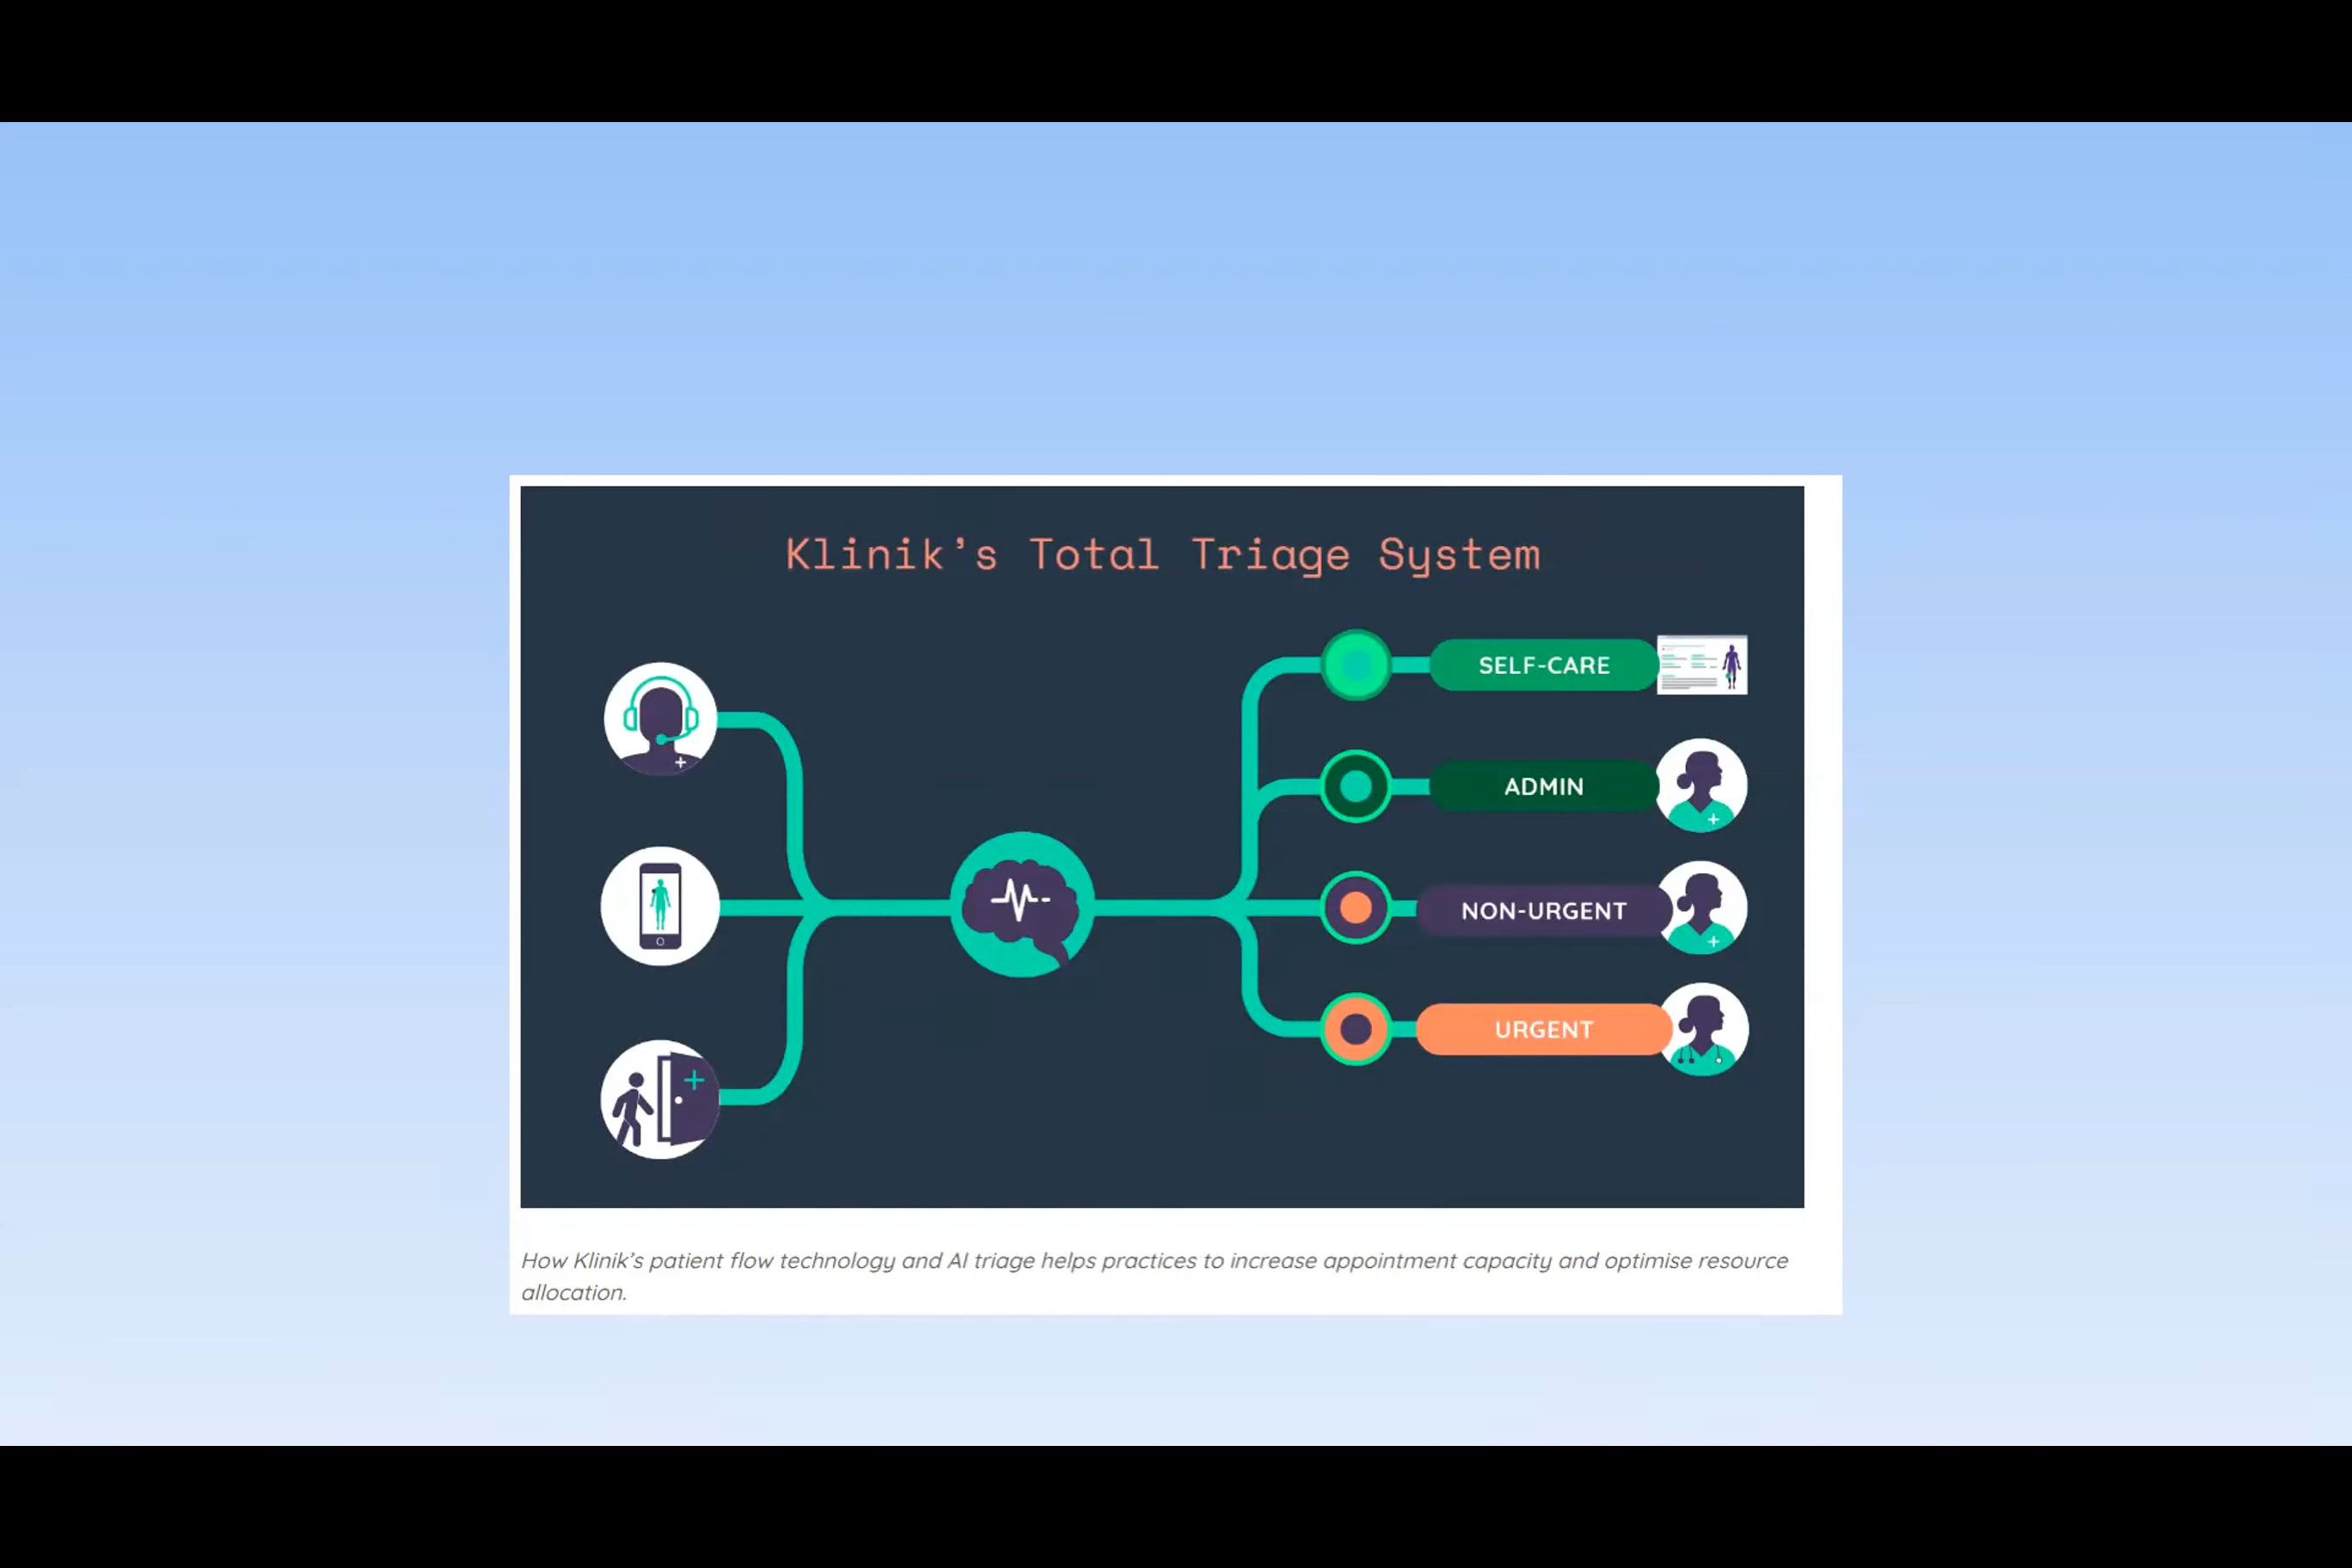 Klinik’s Total Triage System
SELF-CARE
ADMIN
NON-URGENT
URGENT
How Klinik’s patient flow technology and AI triage helps practices to increase appointment capacity and optimise resource
allocation.